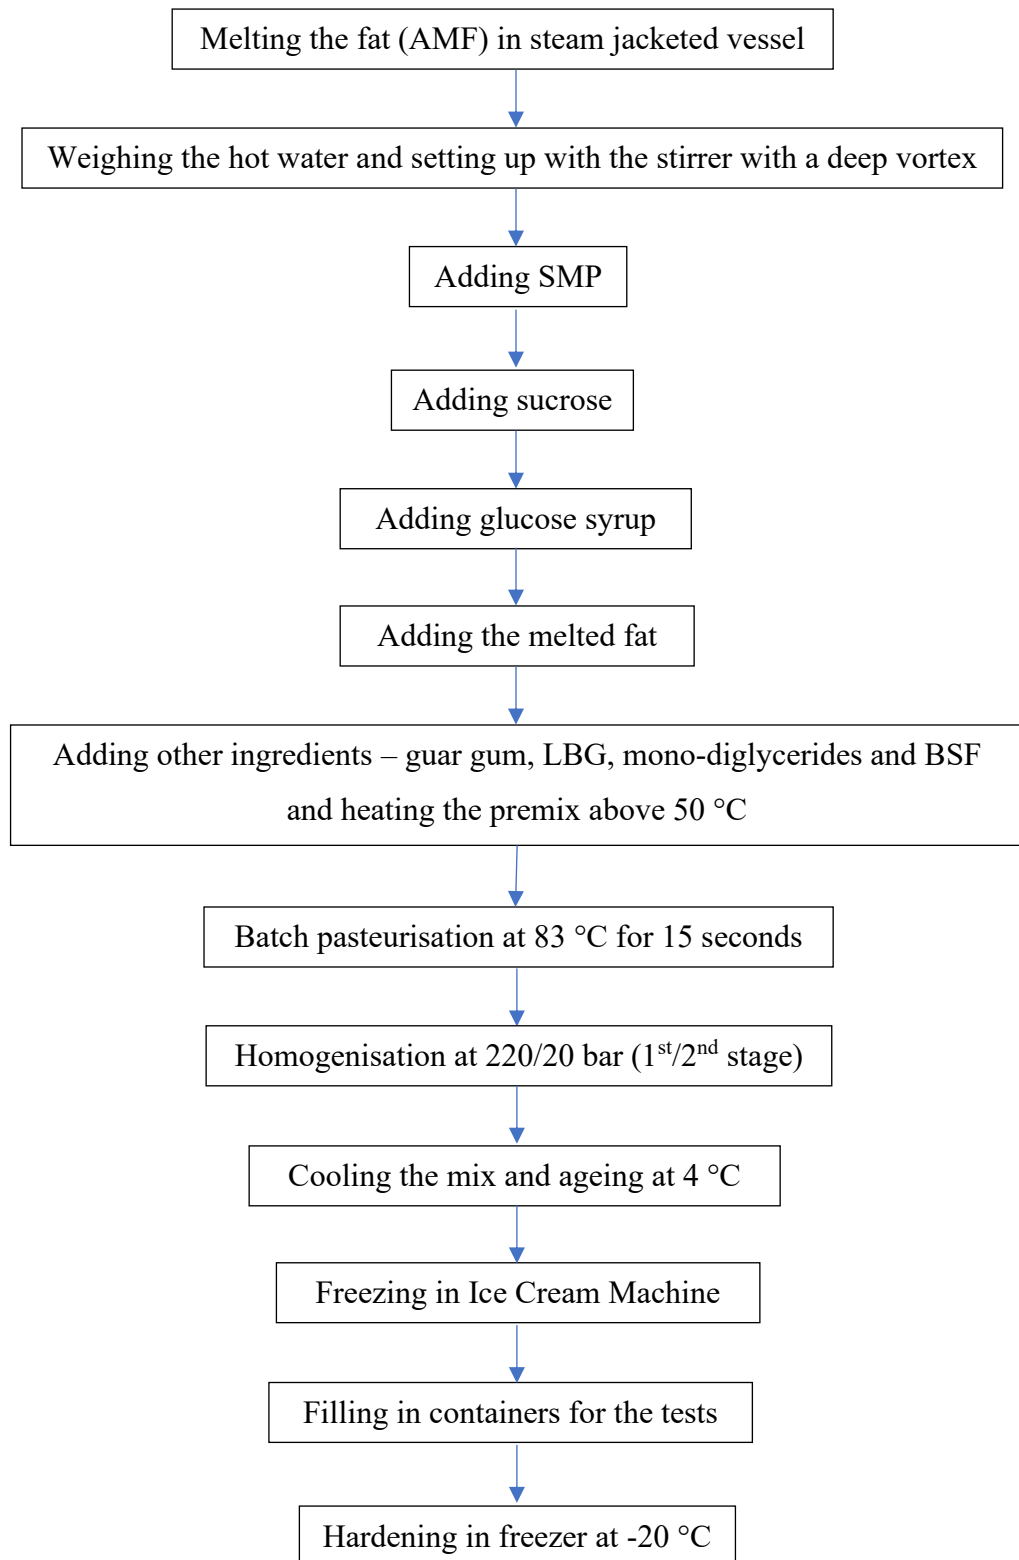 Melting the fat (AMF) in steam jacketed vessel
Weighing the hot water and setting up with the stirrer with a deep vortex
Adding SMP
Adding sucrose
Adding glucose syrup
Adding the melted fat
Adding other ingredients – guar gum, LBG, mono-diglycerides and BSF
and heating the premix above 50 °C
Batch pasteurisation at 83 °C for 15 seconds
Homogenisation at 220/20 bar (1st/2nd stage)
Cooling the mix and ageing at 4 °C
Freezing in Ice Cream Machine
Filling in containers for the tests
Hardening in freezer at -20 °C